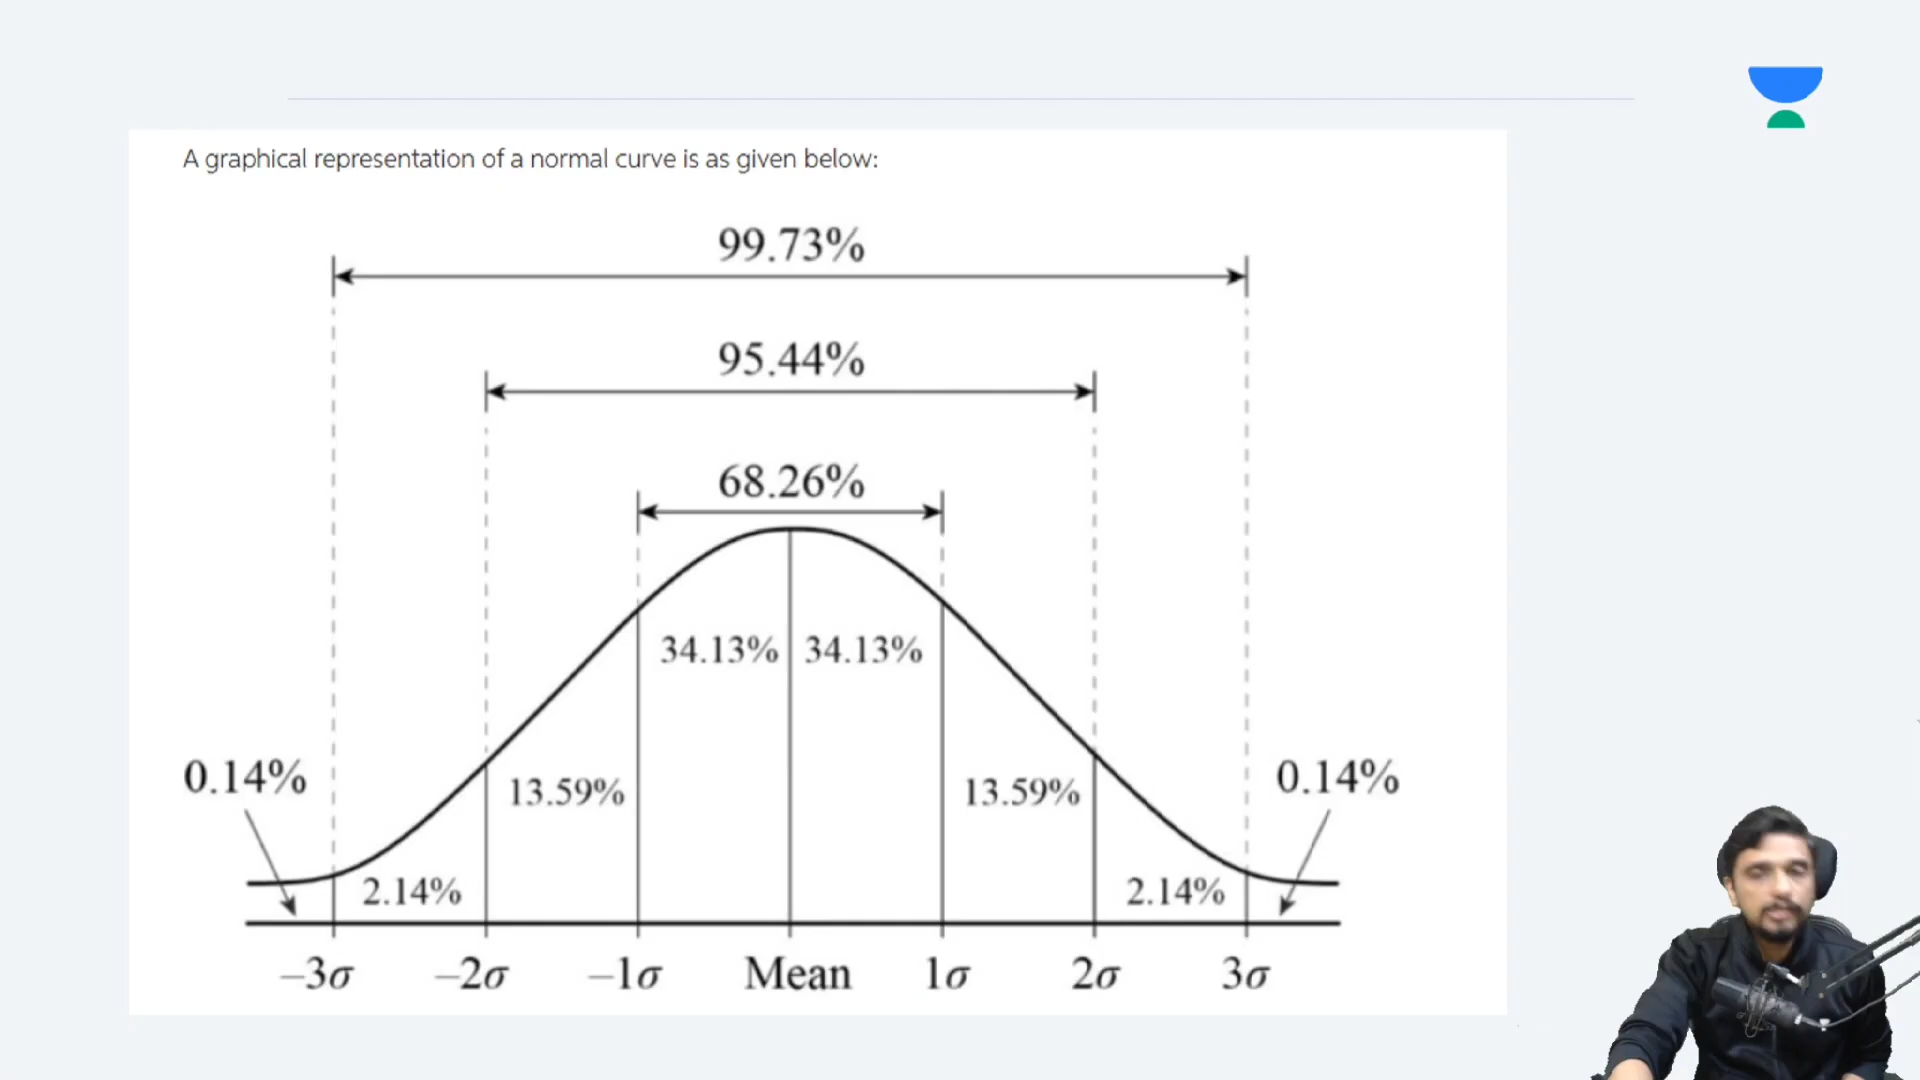 A graphical representation of a normal curve is as given below:
99.73%
95.44%
68.26%
34.13% 34.13%
0.14% 13.59% 13.59% 0.14%
2.14% 2.14%
–3σ –2σ –1σ Mean 1σ 2σ 3σ